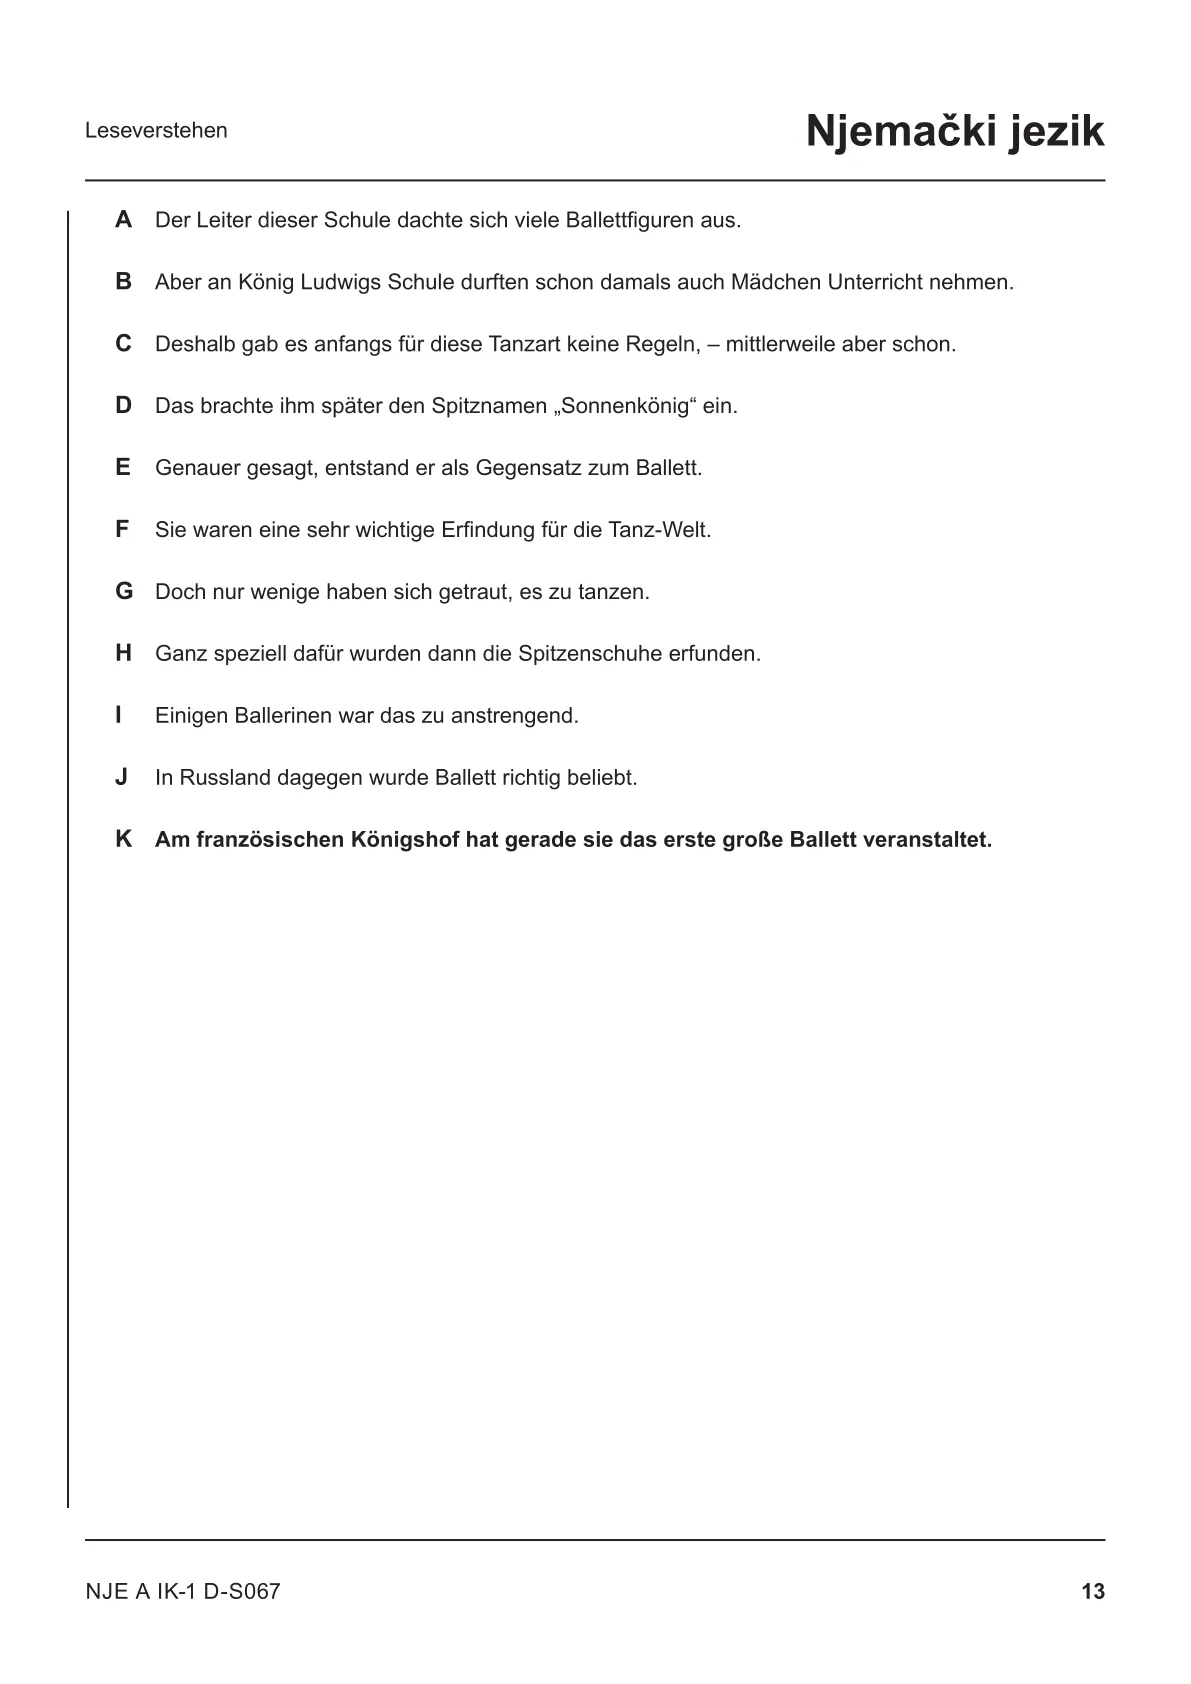 Leseverstehen
Njemački jezik
A Der Leiter dieser Schule dachte sich viele Ballettfiguren aus.
B Aber an König Ludwigs Schule durften schon damals auch Mädchen Unterricht nehmen.
C Deshalb gab es anfangs für diese Tanzart keine Regeln, – mittlerweile aber schon.
D Das brachte ihm später den Spitznamen „Sonnenkönig“ ein.
E Genauer gesagt, entstand er als Gegensatz zum Ballett.
F Sie waren eine sehr wichtige Erfindung für die Tanz-Welt.
G Doch nur wenige haben sich getraut, es zu tanzen.
H Ganz speziell dafür wurden dann die Spitzenschuhe erfunden.
I Einigen Ballerinen war das zu anstrengend.
J In Russland dagegen wurde Ballett richtig beliebt.
K Am französischen Königshof hat gerade sie das erste große Ballett veranstaltet.
NJE A IK-1 D-S067
13